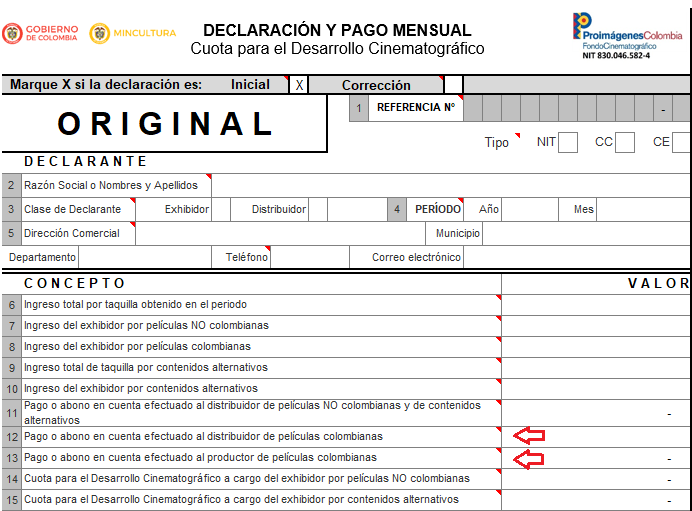 GOBIERNO
DE COLOMBIA
MINCULTURA
DECLARACIÓN Y PAGO MENSUAL
Cuota para el Desarrollo Cinematográfico
ProimágenesColombia
FondoCinematográfico
NIT 830.046.582-4
Marque X si la declaración es: Inicial X Corrección
ORIGINAL
1 REFERENCIA N° -
Tipo NIT CC CE
DECLARANTE
2 Razón Social o Nombres y Apellidos
3 Clase de Declarante Exhibidor Distribuidor 4 PERÍODO Año Mes
5 Dirección Comercial Municipio
Departamento Teléfono Correo electrónico
CONCEPTO VALOR
6 Ingreso total por taquilla obtenido en el periodo
7 Ingreso del exhibidor por películas NO colombianas
8 Ingreso del exhibidor por películas colombianas
9 Ingreso total de taquilla por contenidos alternativos
10 Ingreso del exhibidor por contenidos alternativos
11 Pago o abono en cuenta efectuado al distribuidor de películas NO colombianas y de contenidos
alternativos -
12 Pago o abono en cuenta efectuado al distribuidor de películas colombianas -
13 Pago o abono en cuenta efectuado al productor de películas colombianas -
14 Cuota para el Desarrollo Cinematográfico a cargo del exhibidor por películas NO colombianas -
15 Cuota para el Desarrollo Cinematográfico a cargo del exhibidor por contenidos alternativos -